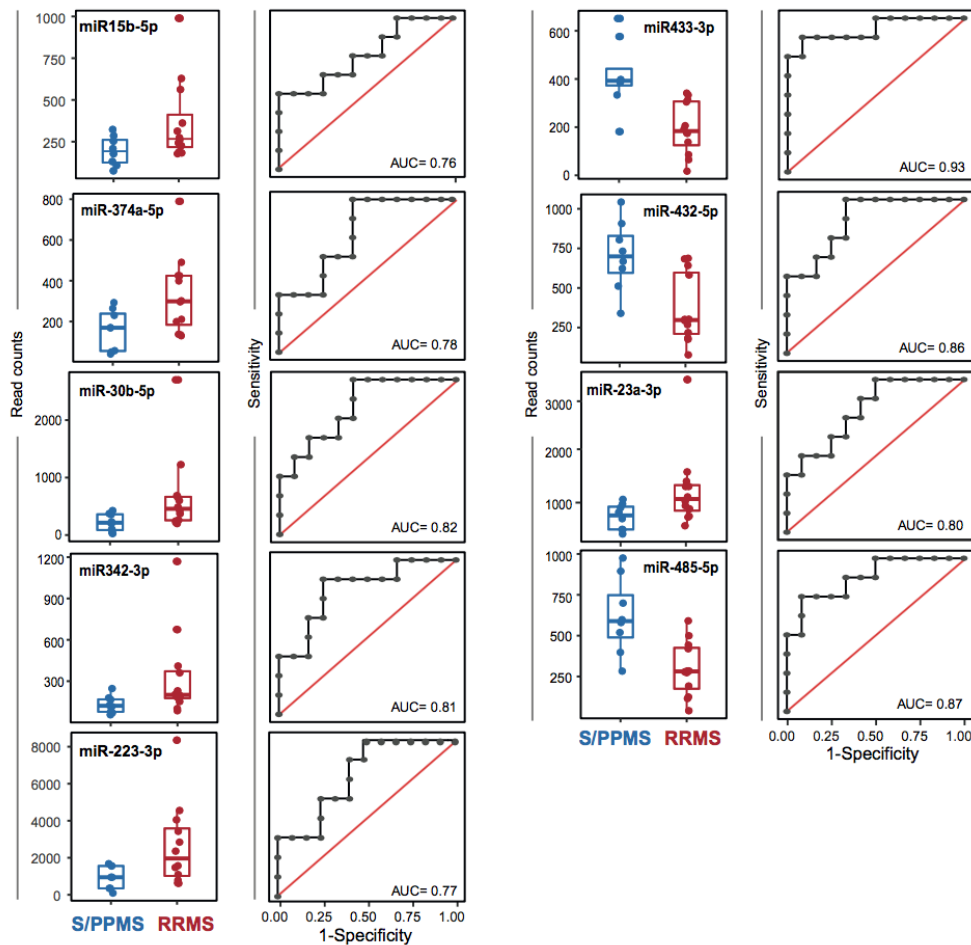 miR15b-5p
1000
750
500
250
AUC= 0.76
miR-374a-5p
800
600
400
200
AUC= 0.78
Read counts
Sensitivity
miR-30b-5p
2000
1000
0
AUC= 0.82
miR342-3p
1200
900
600
300
AUC= 0.81
miR-223-3p
8000
6000
4000
2000
0
AUC= 0.77
S/PPMS RRMS
0.00 0.25 0.50 0.75 1.00
1-Specificity
miR433-3p
600
400
200
0
AUC= 0.93
miR-432-5p
1000
750
500
250
AUC= 0.86
Read counts
Sensitivity
miR-23a-3p
3000
2000
1000
0
AUC= 0.80
miR-485-5p
1000
750
500
250
AUC= 0.87
S/PPMS RRMS
0.00 0.25 0.50 0.75 1.00
1-Specificity